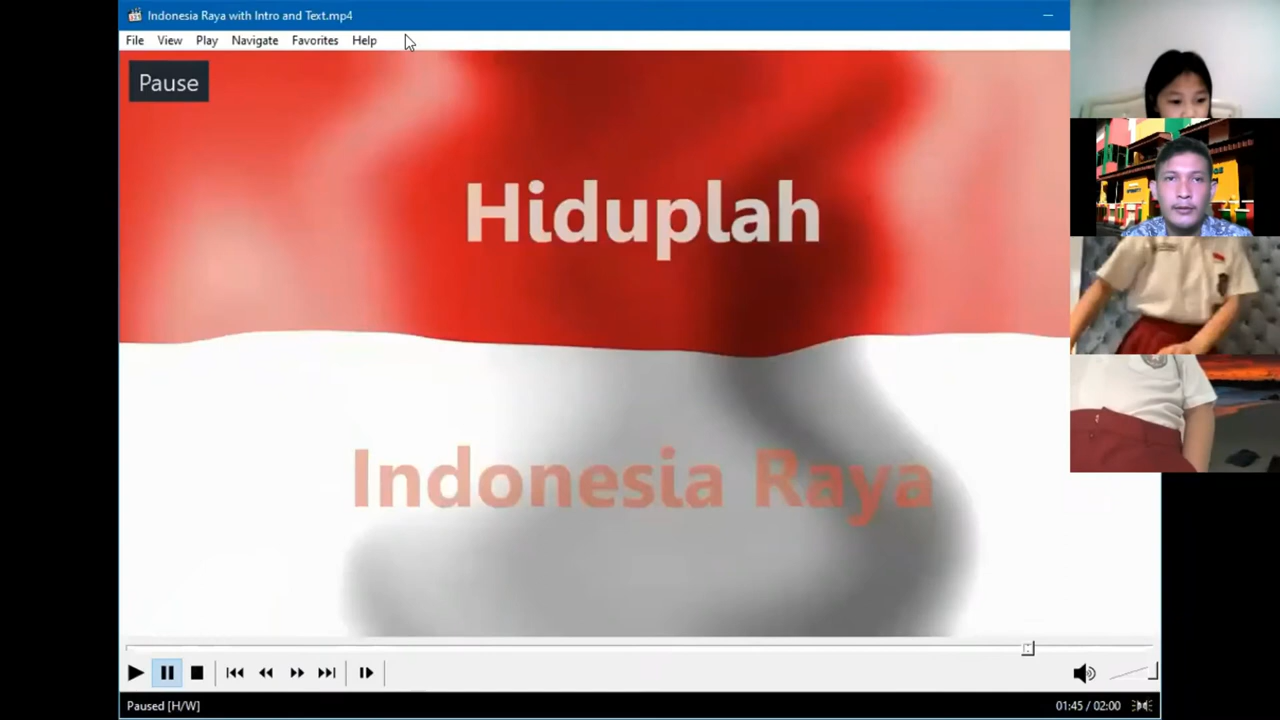 Indonesia Raya with Intro and Text.mp4
File View Play Navigate Favorites Help
Pause
Hiduplah
Indonesia Raya
Paused [H/W]
01:45 / 02:00